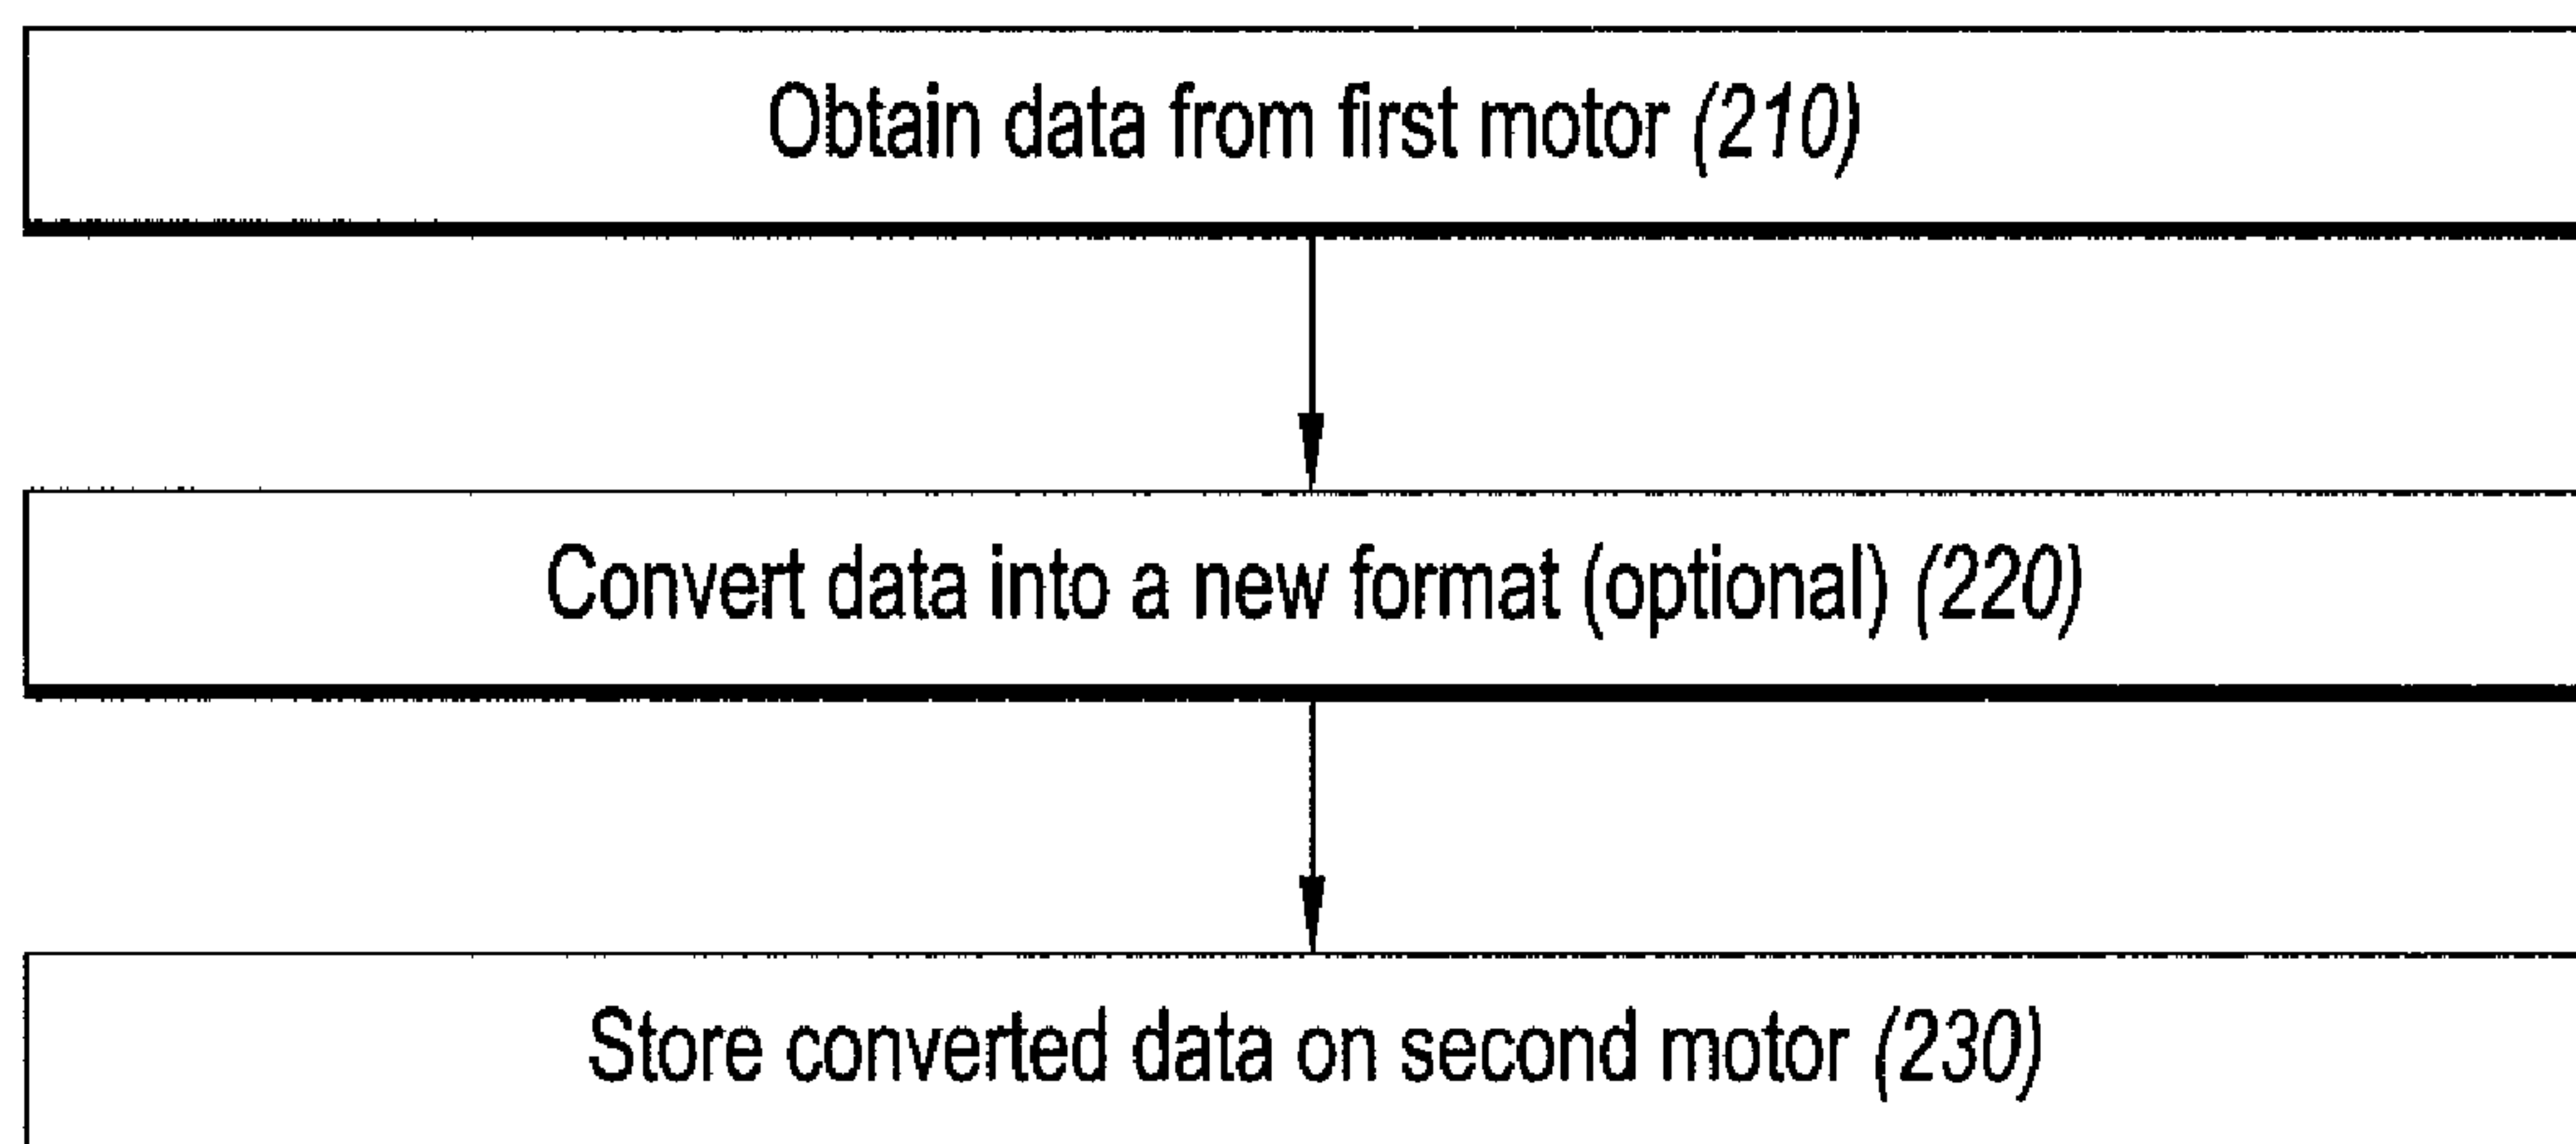 Obtain data from first motor (210)
Convert data into a new format (optional) (220)
Store converted data on second motor (230)